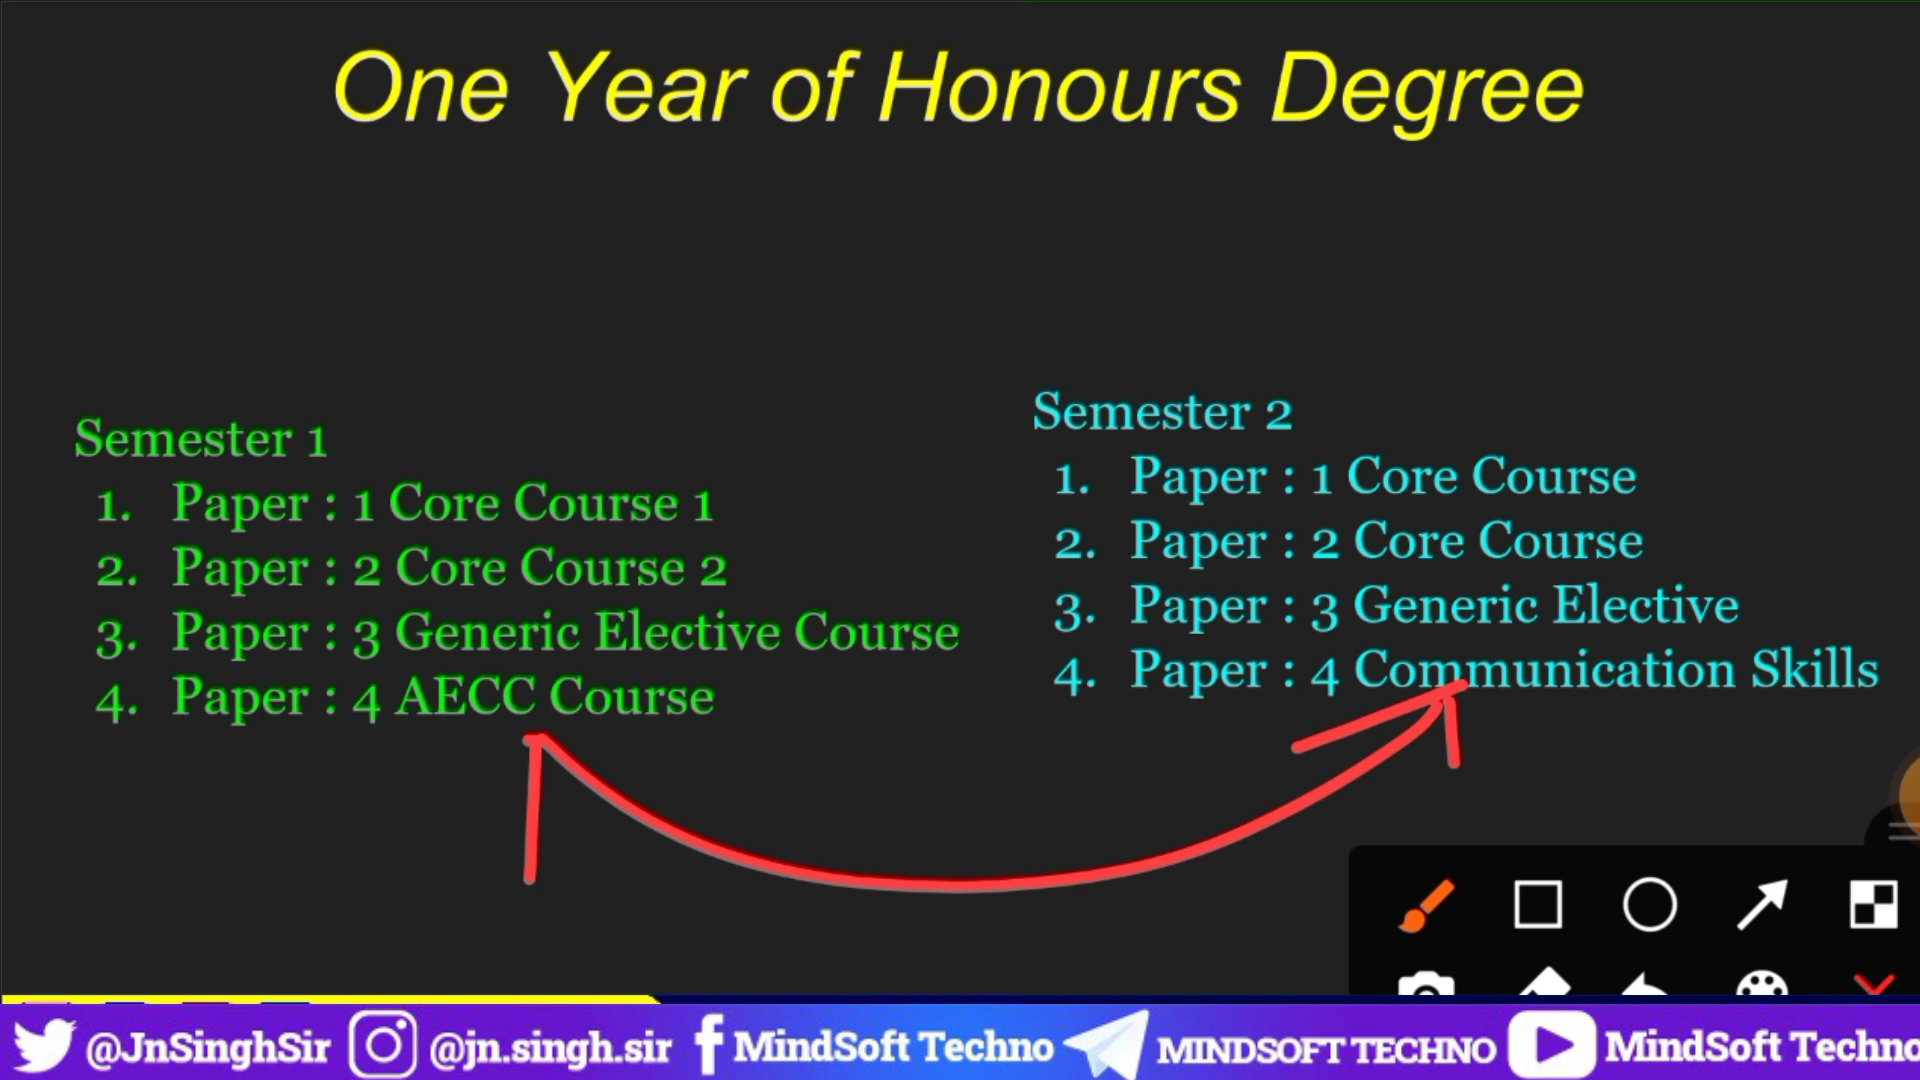 One Year of Honours Degree
Semester 1
1. Paper : 1 Core Course 1
2. Paper : 2 Core Course 2
3. Paper : 3 Generic Elective Course
4. Paper : 4 AECC Course
Semester 2
1. Paper : 1 Core Course
2. Paper : 2 Core Course
3. Paper : 3 Generic Elective
4. Paper : 4 Communication Skills
@JnSinghSir @jn.singh.sir MindSoft Techno MINDSOFT TECHNO MindSoft Techno